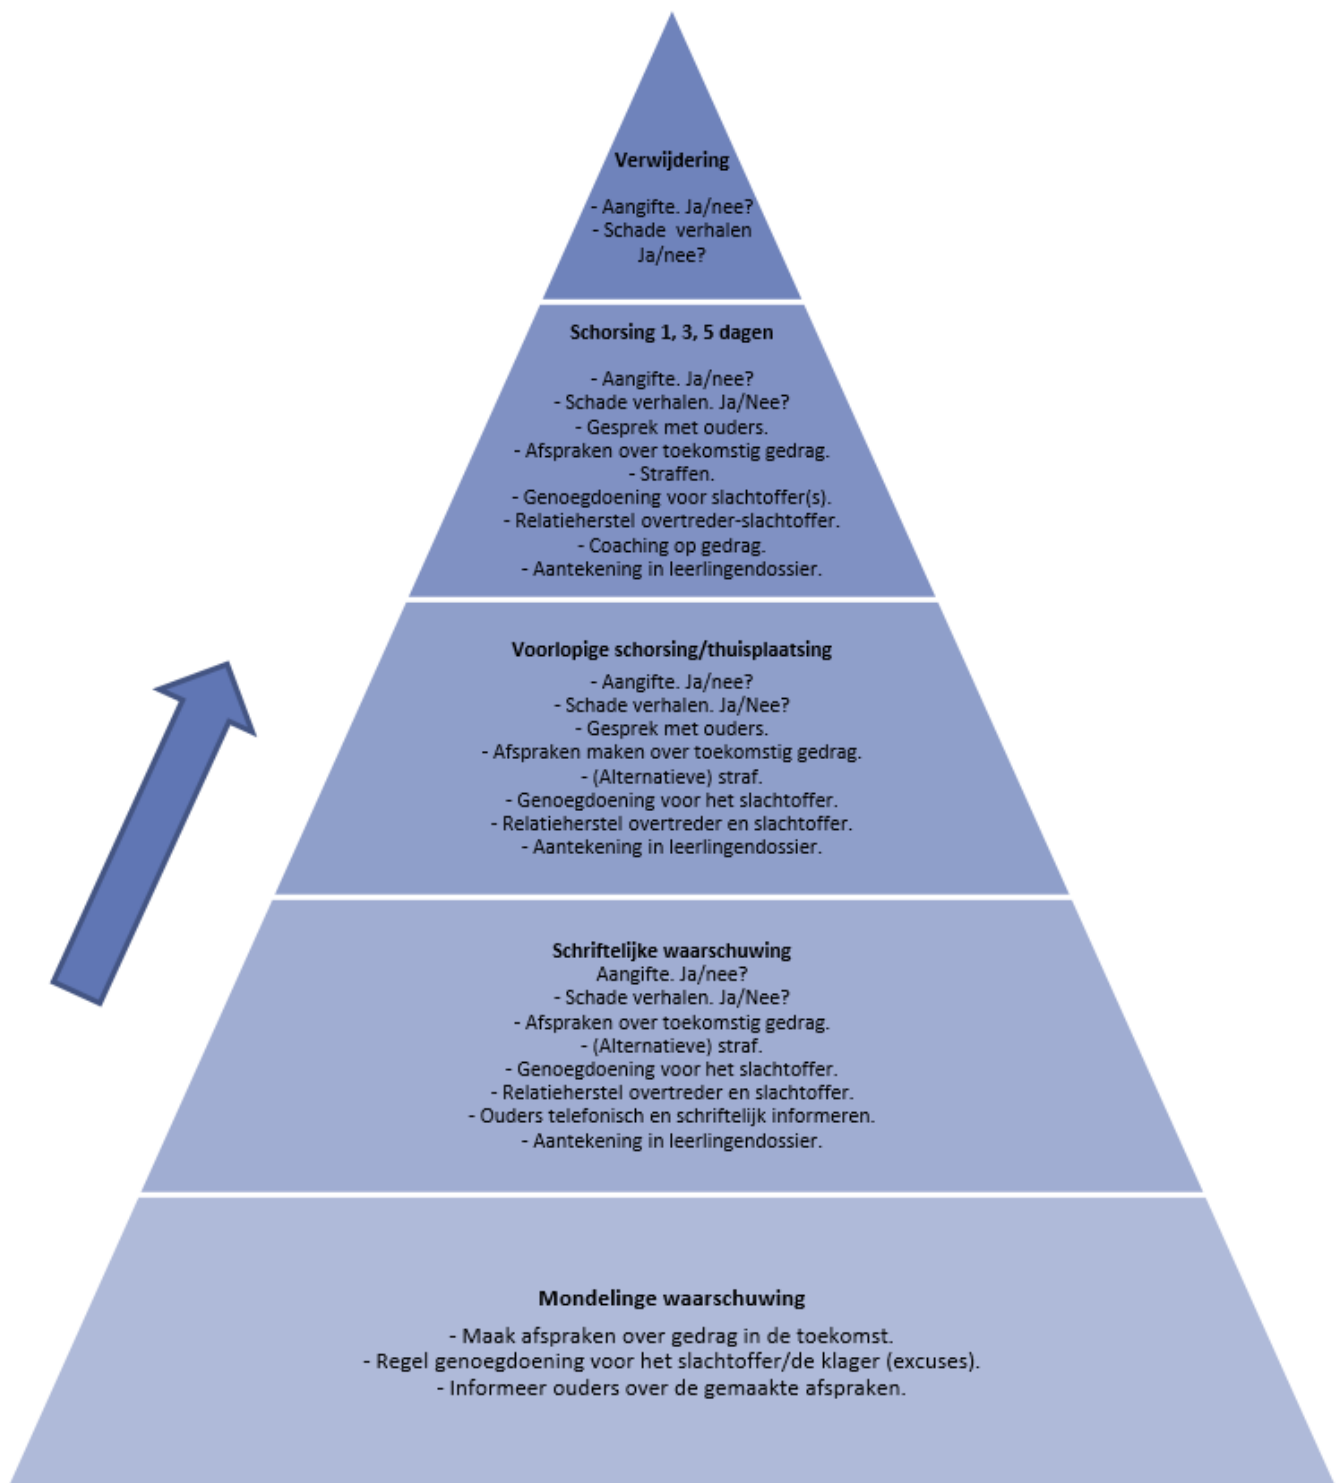 Verwijdering
- Aangifte. Ja/nee?
- Schade  verhalen
Ja/nee?
Schorsing 1, 3, 5 dagen
- Aangifte. Ja/nee?
- Schade verhalen. Ja/Nee?
- Gesprek met ouders.
- Afspraken over toekomstig gedrag.
- Straffen.
- Genoegdoening voor slachtoffer(s).
- Relatieherstel overtreder-slachtoffer.
- Coaching op gedrag.
- Aantekening in leerlingendossier.
Voorlopige schorsing/thuisplaatsing
- Aangifte. Ja/nee?
- Schade verhalen. Ja/Nee?
- Gesprek met ouders.
- Afspraken maken over toekomstig gedrag.
- (Alternatieve) straf.
- Genoegdoening voor het slachtoffer.
- Relatieherstel overtreder en slachtoffer.
- Aantekening in leerlingendossier.
Schriftelijke waarschuwing
Aangifte. Ja/nee?
- Schade verhalen. Ja/Nee?
- Afspraken over toekomstig gedrag.
- (Alternatieve) straf.
- Genoegdoening voor het slachtoffer.
- Relatieherstel overtreder en slachtoffer.
- Ouders telefonisch en schriftelijk informeren.
- Aantekening in leerlingendossier.
Mondelinge waarschuwing
- Maak afspraken over gedrag in de toekomst.
- Regel genoegdoening voor het slachtoffer/de klager (excuses).
- Informeer ouders over de gemaakte afspraken.